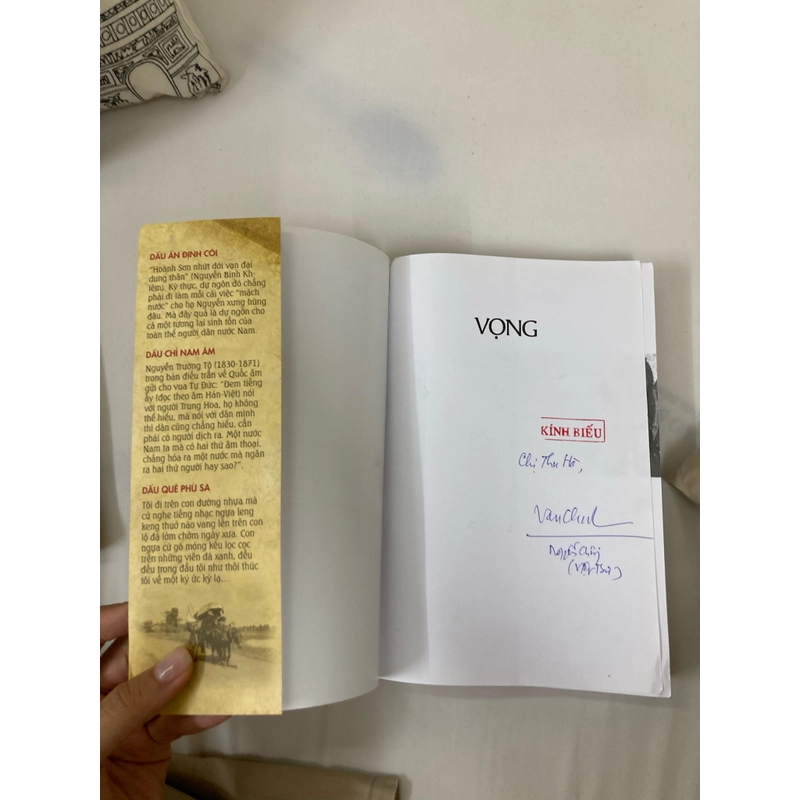 DẤU ẤN ĐỊNH CÕI
"Hoành Sơn nhứt đới vạn đại
dung thân" (Nguyễn Bỉnh Kh-
iêm). Kỳ thực, dự ngôn đó chẳng
phải đi làm mỗi cái việc "mách
nước" cho họ Nguyễn xưng hùng
đâu. Mà đấy quả là dự ngôn cho
cả một tương lai sinh tồn của
toàn thể người dân nước Nam.
DẤU CHỈ NAM ÂM
Nguyễn Trường Tộ (1830-1871)
trong bản điều trần về Quốc âm
gửi cho vua Tự Đức: "Đem tiếng
ấy (đọc theo âm Hán-Việt) nói
với người Trung Hoa, họ không
thể hiểu, mà nói với dân mình
thì dân cũng chẳng hiểu, cần
phải có người dịch ra. Một nước
Nam ta mà có hai thứ âm thoại,
chẳng hóa ra một nước mà ngăn
ra hai thứ người hay sao?".
DẤU QUÊ PHÙ SA
Tôi đi trên con đường nhựa mà
cứ nghe tiếng nhạc ngựa leng
keng thuở nào vang lên trên con
lộ đá lởm chởm ngày xưa. Con
ngựa cứ gõ móng kêu lọc cọc
trên những viên đá xanh, đều
đều trong đầu tôi như thôi thúc
tôi về một ký ức kỳ lạ...
VỌNG
KÍNH BIẾU
Chị Thu Hà,